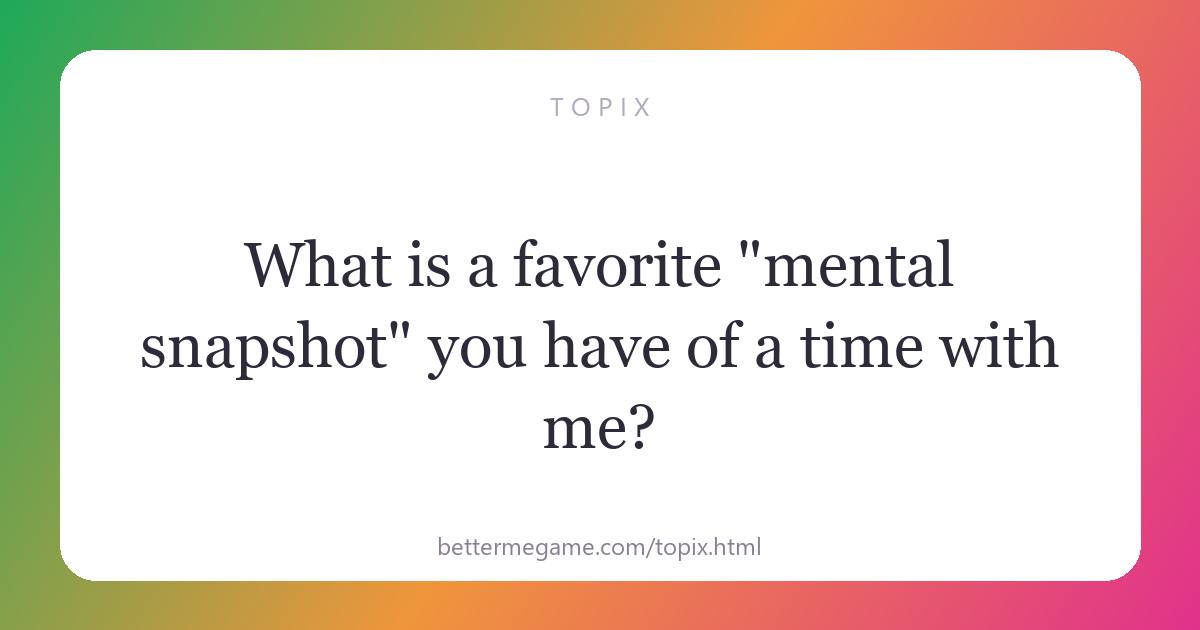 TOPIX
What is a favorite "mental
snapshot" you have of a time with
me?
bettermegame.com/topix.html